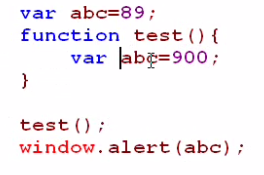 var abc=89;
function test(){
var abc=900;
}
test();
window.alert(abc);